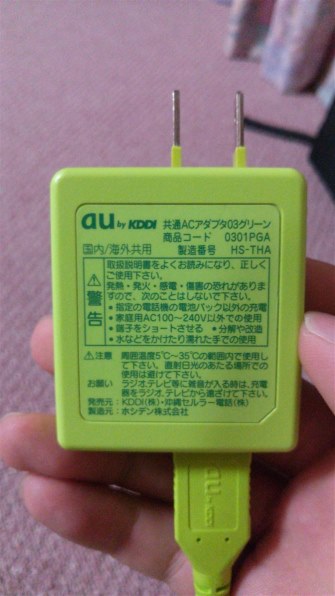 au by KDDI 共通ACアダプタ03グリーン
商品コード 0301PGA
国内/海外共用 製造番号 HS-THA
警告
取扱説明書をよくお読みになり、正しく
ご使用下さい。
発熱・発火・感電・傷害の恐れがあり
ますので、次のことはしないで下さい。
・指定の電話機の電池パック以外の充電
・家庭用AC100〜240V以外での使用
・端子をショートさせる ・分解や改造
・水などをかけたり濡れた手での使用
注意 周囲温度5℃〜35℃の範囲内で使用し
て下さい。直射日光のあたる場所での
使用は避けて下さい。
お願い ラジオ、テレビ等に雑音が入る時は、充電
器をラジオ、テレビから遠ざけて下さい。
発売元：KDDI(株)・沖縄セルラー電話(株)
製造元：ホシデン株式会社
au by KDDI